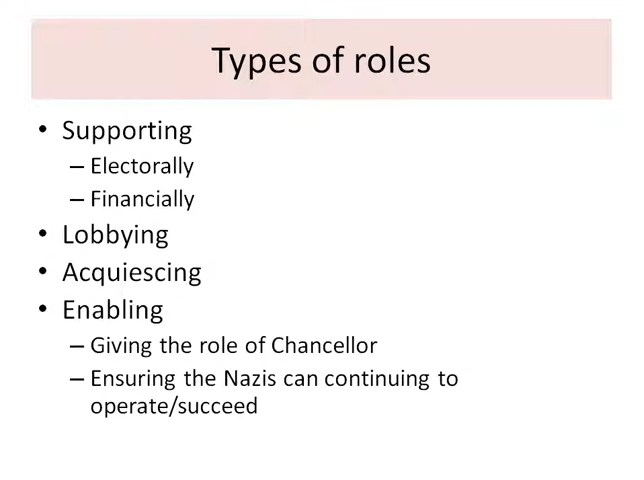 Types of roles
• Supporting
– Electorally
– Financially
• Lobbying
• Acquiescing
• Enabling
– Giving the role of Chancellor
– Ensuring the Nazis can continuing to
operate/succeed